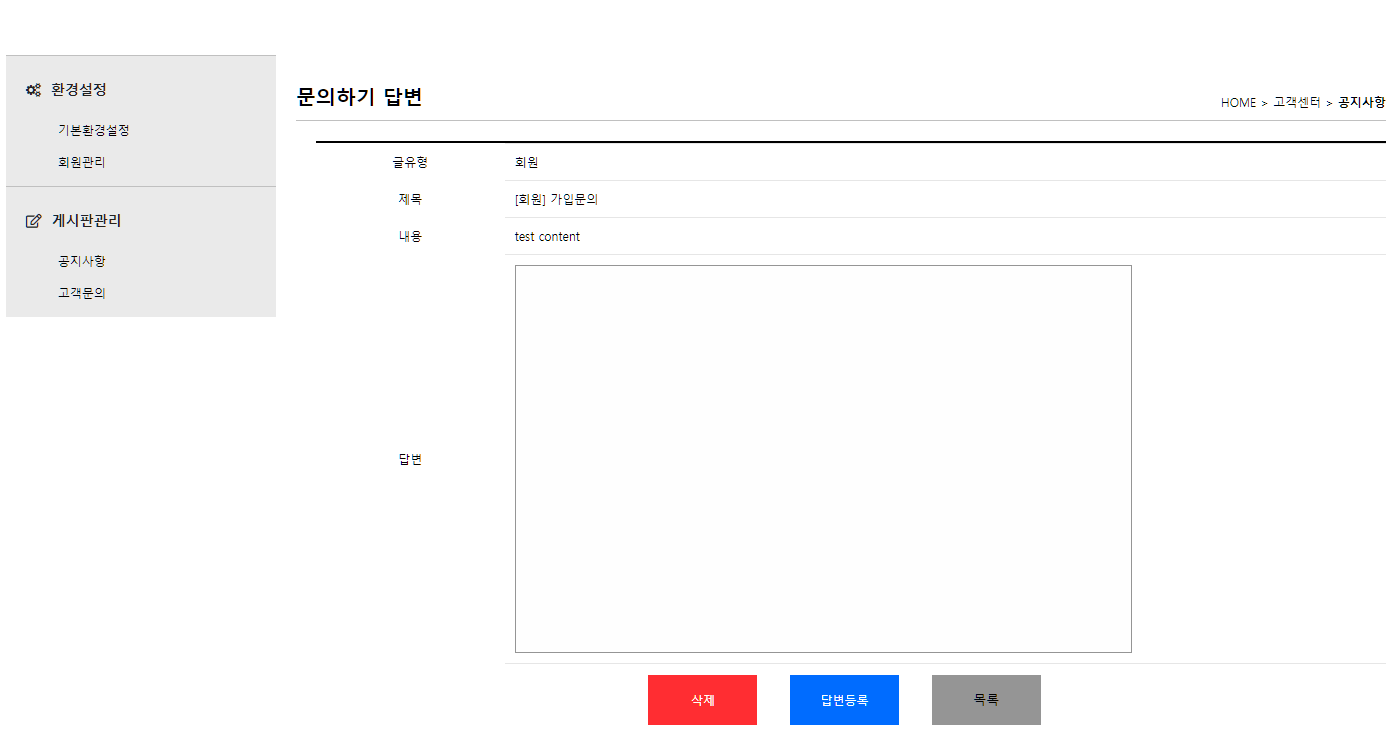 환경설정
기본환경설정
회원관리
게시판관리
공지사항
고객문의
문의하기 답변
HOME > 고객센터 > 공지사항
글유형 회원
제목 [회원] 가입문의
내용 test content
답변
삭제 답변등록 목록